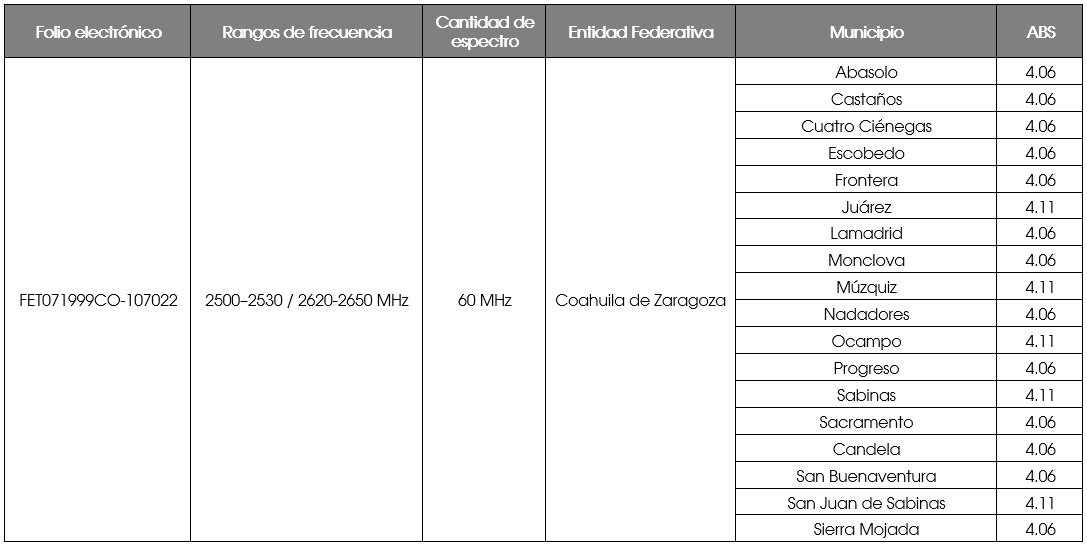 Folio electrónico Rangos de frecuencia Cantidad de espectro Entidad Federativa Municipio ABS
FET071999CO-107022 2500–2530 / 2620-2650 MHz 60 MHz Coahuila de Zaragoza
Abasolo 4.06
Castaños 4.06
Cuatro Ciénegas 4.06
Escobedo 4.06
Frontera 4.06
Juárez 4.11
Lamadrid 4.06
Monclova 4.06
Múzquiz 4.11
Nadadores 4.06
Ocampo 4.11
Progreso 4.06
Sabinas 4.11
Sacramento 4.06
Candela 4.06
San Buenaventura 4.06
San Juan de Sabinas 4.11
Sierra Mojada 4.06